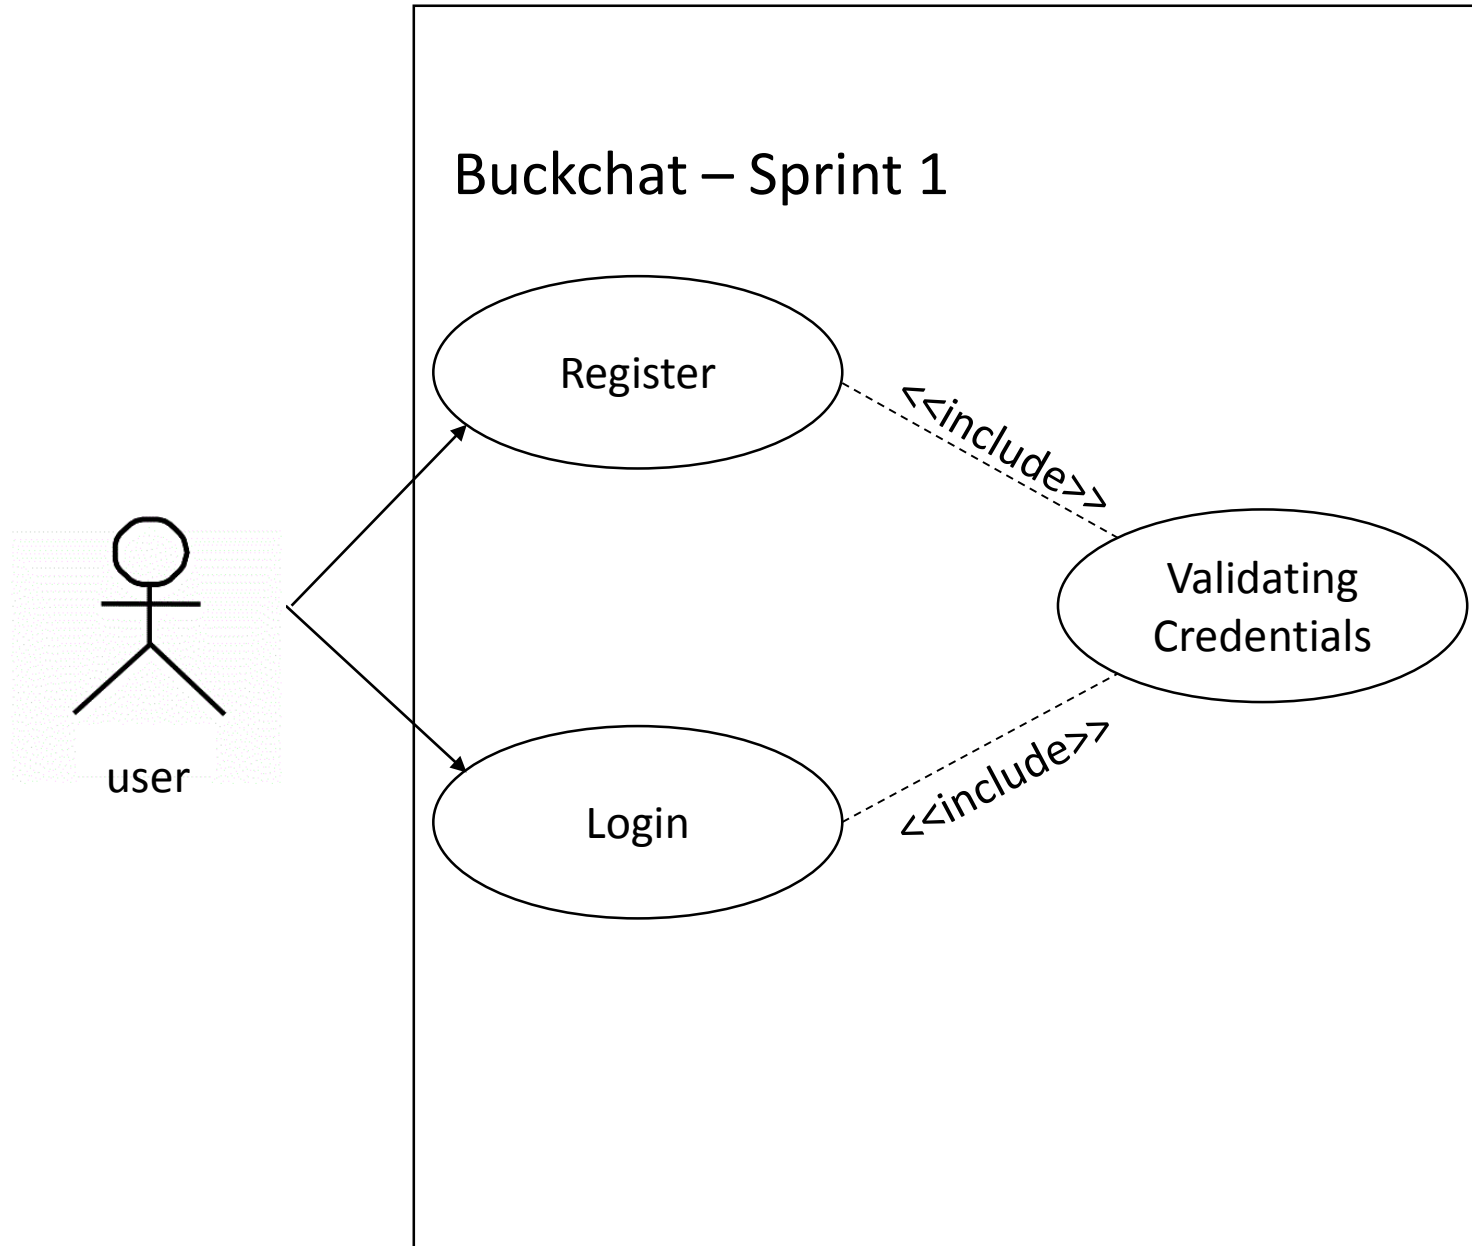 Buckchat – Sprint 1
Register
<<include>>
Validating
Credentials
user
<<include>>
Login